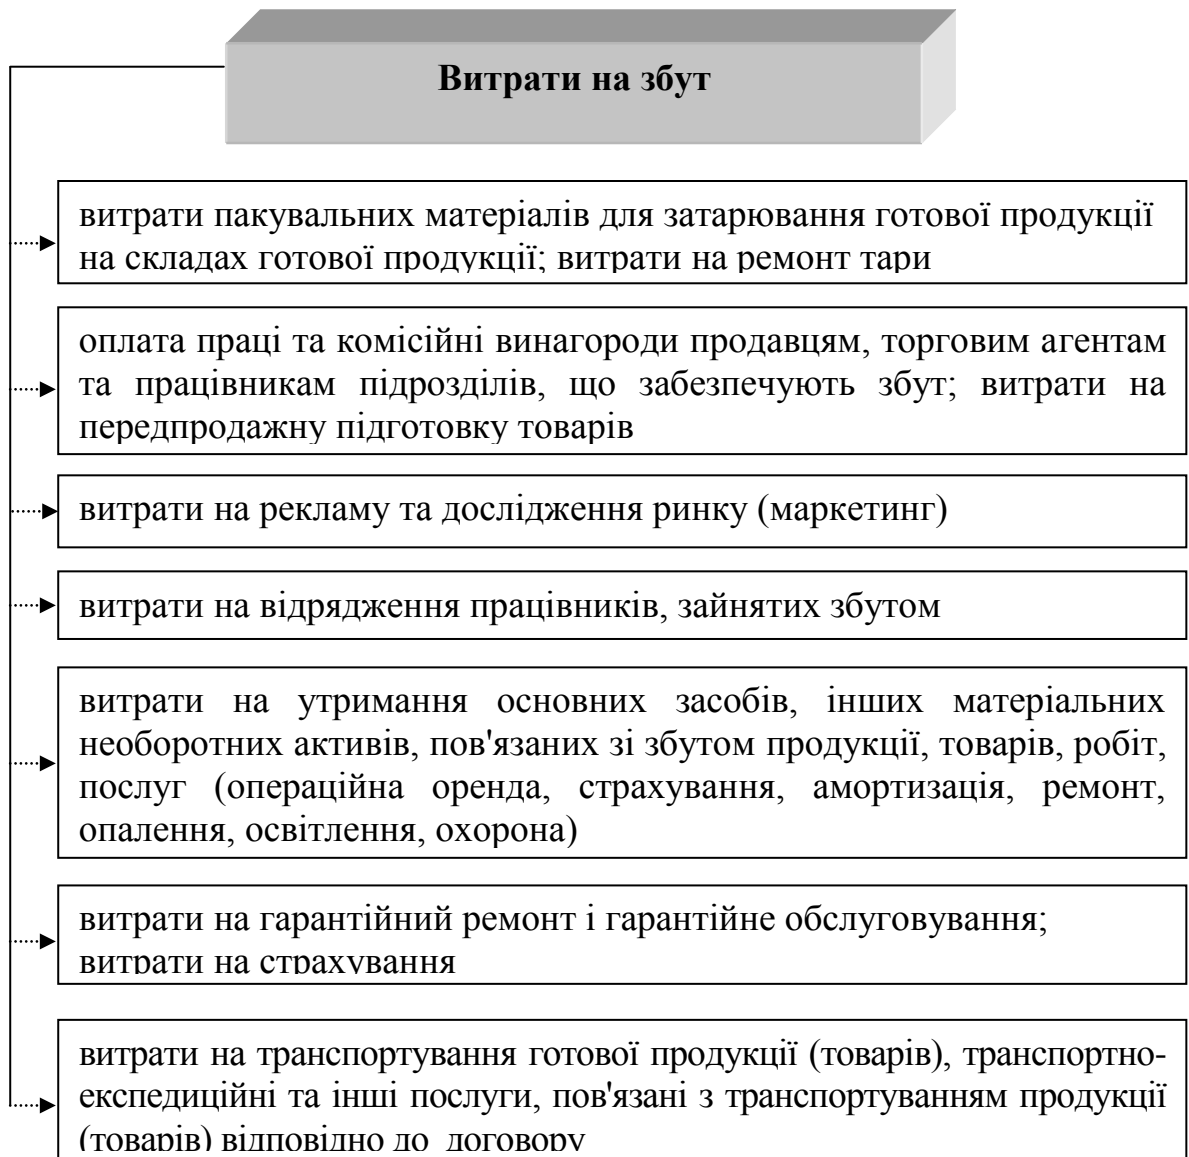 Витрати на збут
витрати пакувальних матеріалів для затарювання готової продукції
на складах готової продукції; витрати на ремонт тари
оплата праці та комісійні винагороди продавцям, торговим агентам
та працівникам підрозділів, що забезпечують збут; витрати на
передпродажну підготовку товарів
витрати на рекламу та дослідження ринку (маркетинг)
витрати на відрядження працівників, зайнятих збутом
витрати на утримання основних засобів, інших матеріальних
необоротних активів, пов'язаних зі збутом продукції, товарів, робіт,
послуг (операційна оренда, страхування, амортизація, ремонт,
опалення, освітлення, охорона)
витрати на гарантійний ремонт і гарантійне обслуговування;
витрати на страхування
витрати на транспортування готової продукції (товарів), транспортно-
експедиційні та інші послуги, пов'язані з транспортуванням продукції
(товарів) відповідно до договору